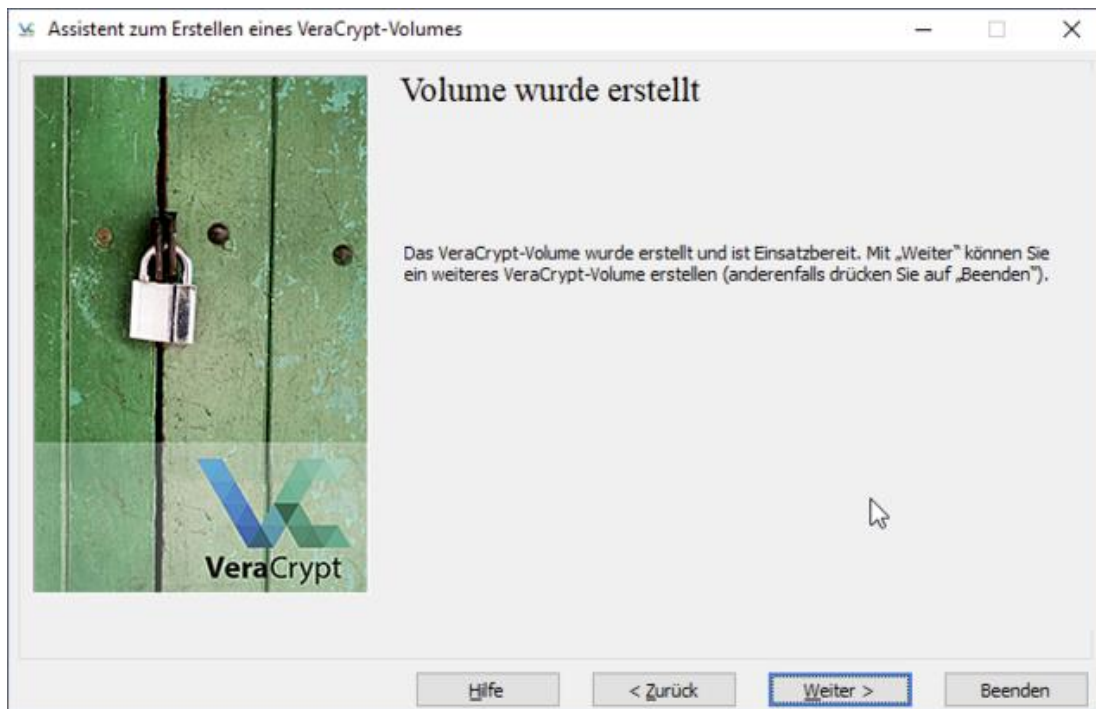 Assistent zum Erstellen eines VeraCrypt-Volumes
Volume wurde erstellt
Das VeraCrypt-Volume wurde erstellt und ist Einsatzbereit. Mit „Weiter“ können Sie
ein weiteres VeraCrypt-Volume erstellen (anderenfalls drücken Sie auf „Beenden“).
VeraCrypt
Hilfe
< Zurück
Weiter >
Beenden